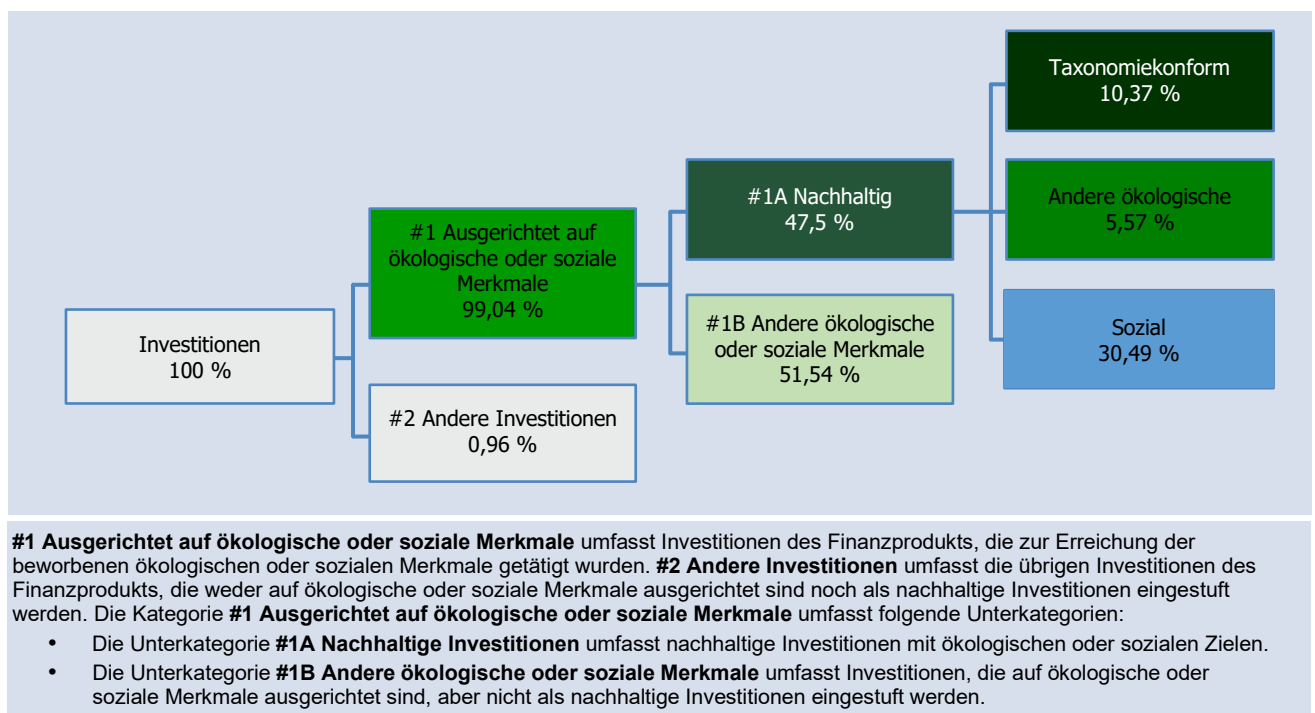 Investitionen
100 %
#1 Ausgerichtet auf
ökologische oder soziale
Merkmale
99,04 %
#2 Andere Investitionen
0,96 %
#1A Nachhaltig
47,5 %
#1B Andere ökologische
oder soziale Merkmale
51,54 %
Taxonomiekonform
10,37 %
Andere ökologische
5,57 %
Sozial
30,49 %
#1 Ausgerichtet auf ökologische oder soziale Merkmale umfasst Investitionen des Finanzprodukts, die zur Erreichung der
beworbenen ökologischen oder sozialen Merkmale getätigt wurden. #2 Andere Investitionen umfasst die übrigen Investitionen des
Finanzprodukts, die weder auf ökologische oder soziale Merkmale ausgerichtet sind noch als nachhaltige Investitionen eingestuft
werden. Die Kategorie #1 Ausgerichtet auf ökologische oder soziale Merkmale umfasst folgende Unterkategorien:
• Die Unterkategorie #1A Nachhaltige Investitionen umfasst nachhaltige Investitionen mit ökologischen oder sozialen Zielen.
• Die Unterkategorie #1B Andere ökologische oder soziale Merkmale umfasst Investitionen, die auf ökologische oder
soziale Merkmale ausgerichtet sind, aber nicht als nachhaltige Investitionen eingestuft werden.